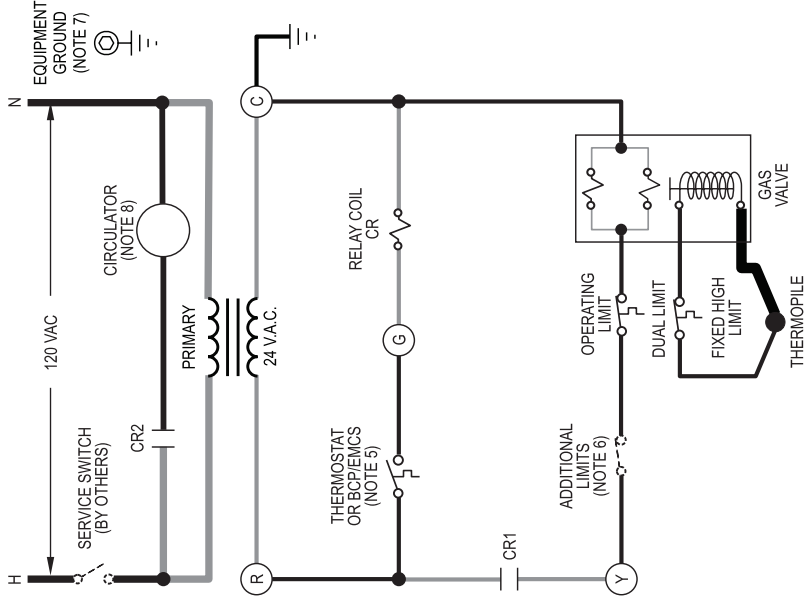 H
N
EQUIPMENT
GROUND
(NOTE 7)
120 VAC
SERVICE SWITCH
(BY OTHERS)
CR2
CIRCULATOR
(NOTE 8)
PRIMARY
24 V.A.C.
R
C
THERMOSTAT
OR BCP/EMCS
(NOTE 5)
G
RELAY COIL
CR
CR1
Y
ADDITIONAL
LIMITS
(NOTE 6)
OPERATING
LIMIT
DUAL LIMIT
FIXED HIGH
LIMIT
GAS
VALVE
THERMOPILE